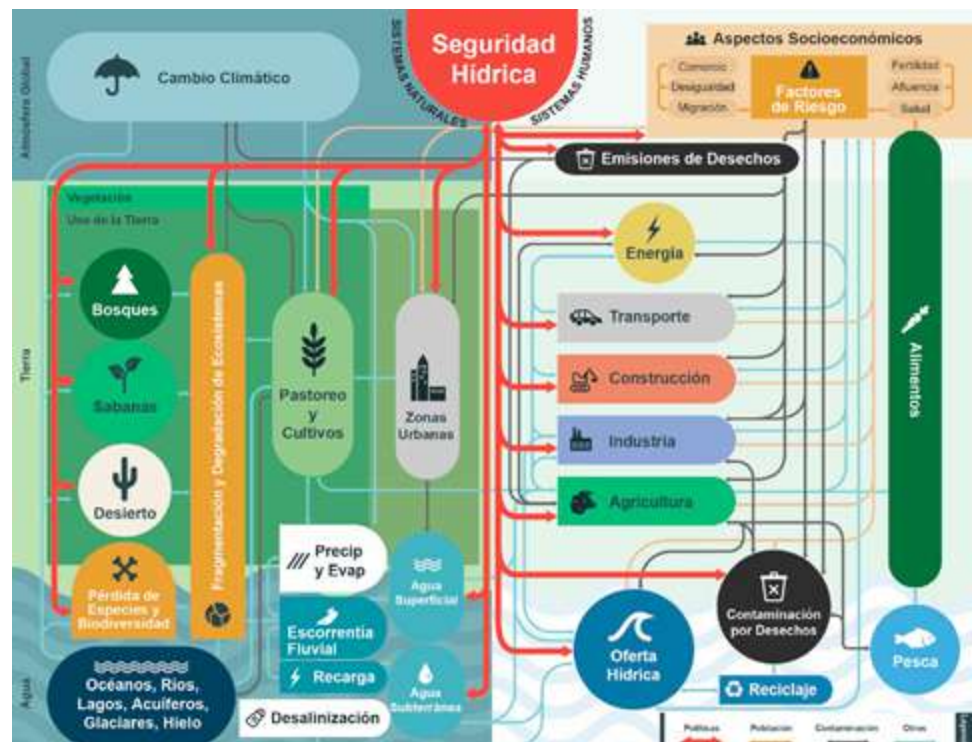 Seguridad
Hídrica
SISTEMAS NATURALES
SISTEMAS HUMANOS
Atmósfera Global
Cambio Climático
Aspectos Socioeconómicos
Comercio
Desigualdad
Migración
Factores
de Riesgo
Fertilidad
Afluencia
Salud
Emisiones de Desechos
Tierra
Vegetación
Uso de la Tierra
Bosques
Sabanas
Desierto
Pérdida de
Especies y
Biodiversidad
Fragmentación y Degradación de Ecosistemas
Pastoreo
y
Cultivos
Zonas
Urbanas
Energía
Transporte
Construcción
Industria
Agricultura
Alimentos
Precip
y Evap
Escorrentía
Fluvial
Recarga
Desalinización
Agua
Superficial
Agua
Subterránea
Agua
Océanos, Ríos,
Lagos, Acuíferos,
Glaciares, Hielo
Oferta
Hídrica
Contaminación
por Desechos
Reciclaje
Pesca
Políticas
Población
Contaminación
Otros